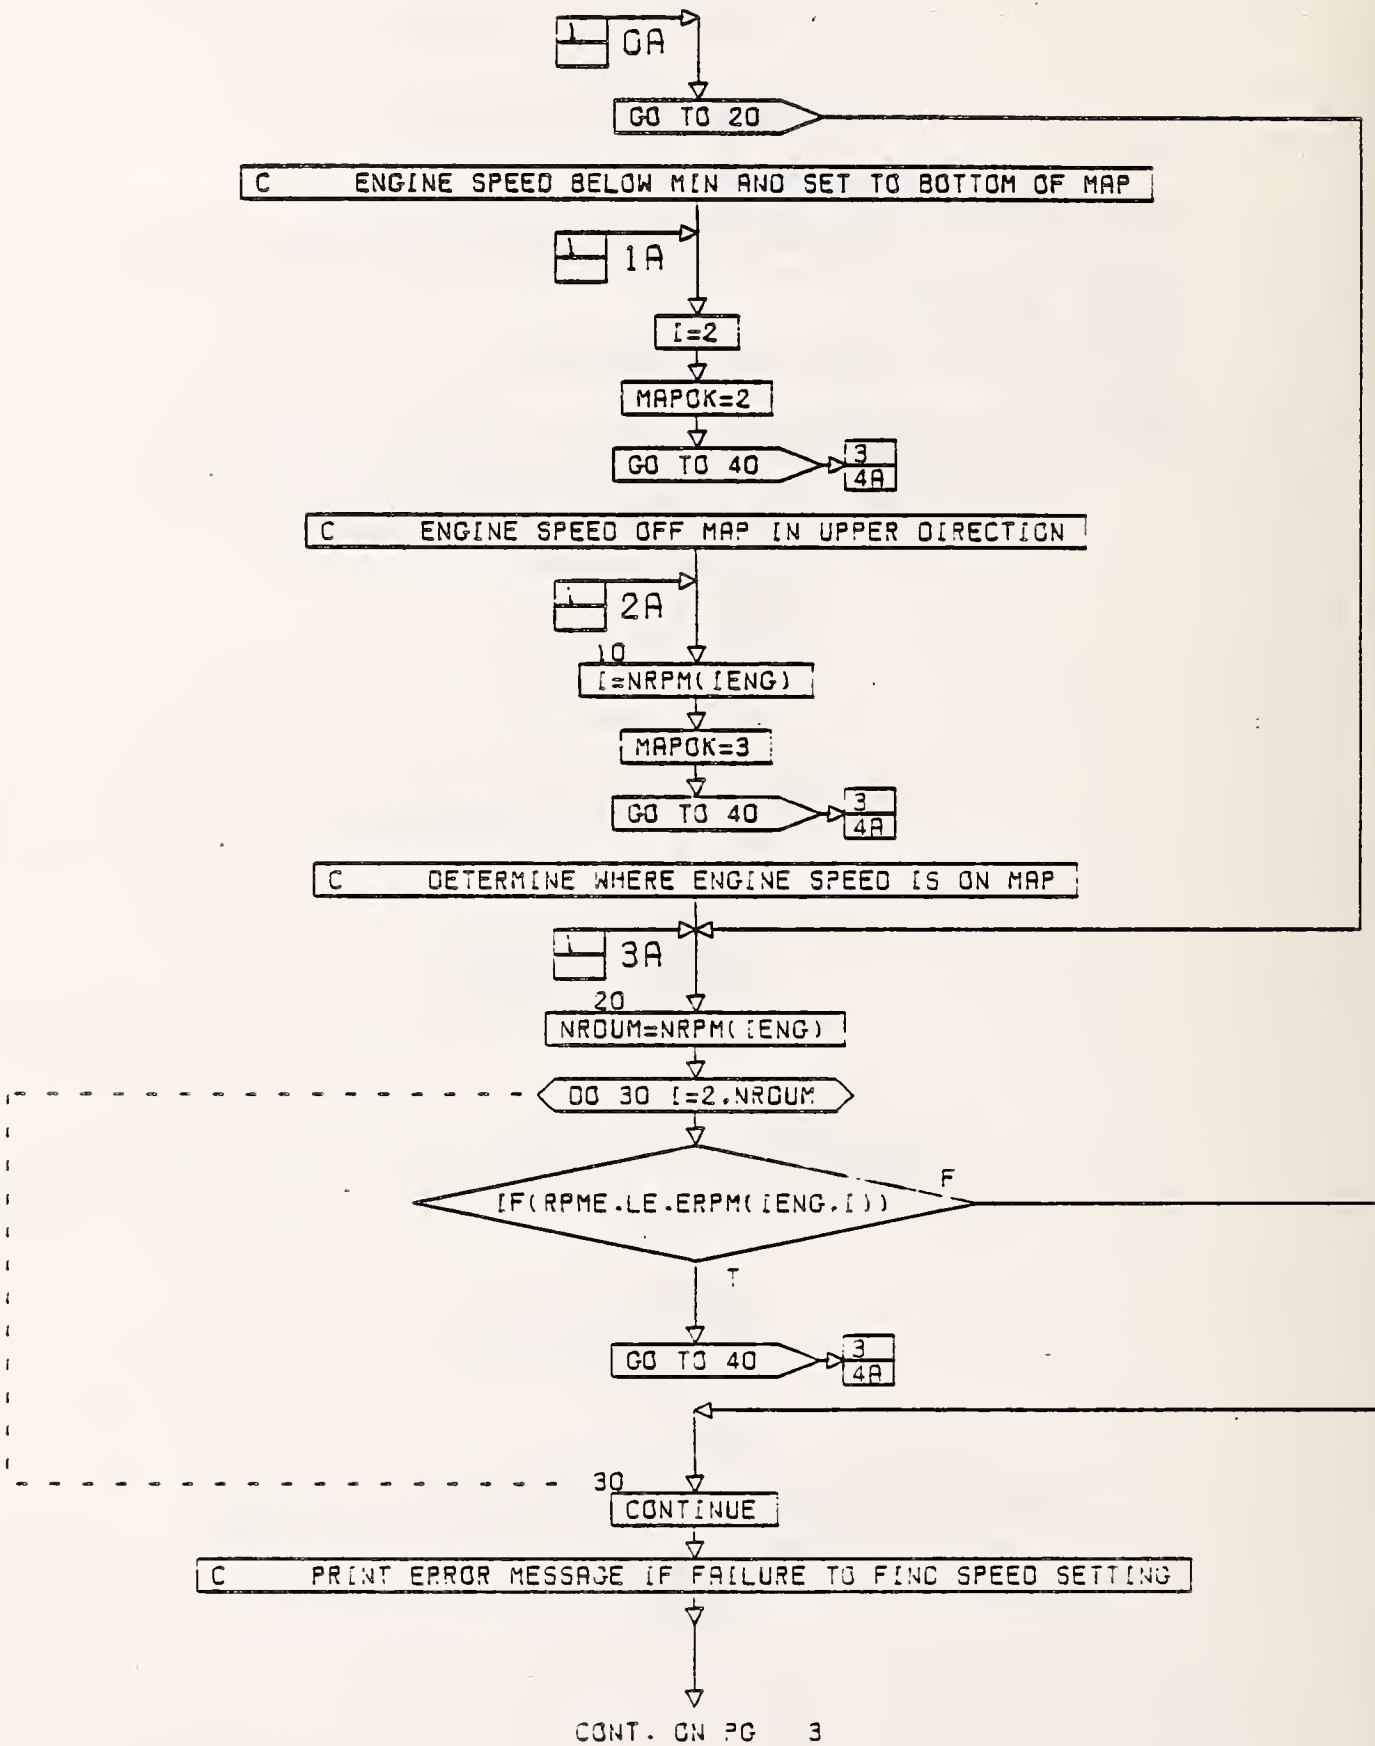 1
0A
GO TO 20
C ENGINE SPEED BELOW MIN AND SET TO BOTTOM OF MAP
1
1A
I=2
MAPOK=2
GO TO 40
3
4A
C ENGINE SPEED OFF MAP IN UPPER DIRECTION
1
2A
10
I=NRPM(IENG)
MAPOK=3
GO TO 40
3
4A
C DETERMINE WHERE ENGINE SPEED IS ON MAP
1
3A
20
NRDUM=NRPM(IENG)
DO 30 I=2,NRDUM
F
IF(RPME.LE.ERPM(IENG,I))
T
GO TO 40
3
4A
30
CONTINUE
C PRINT ERROR MESSAGE IF FAILURE TO FIND SPEED SETTING
CONT. ON PG 3